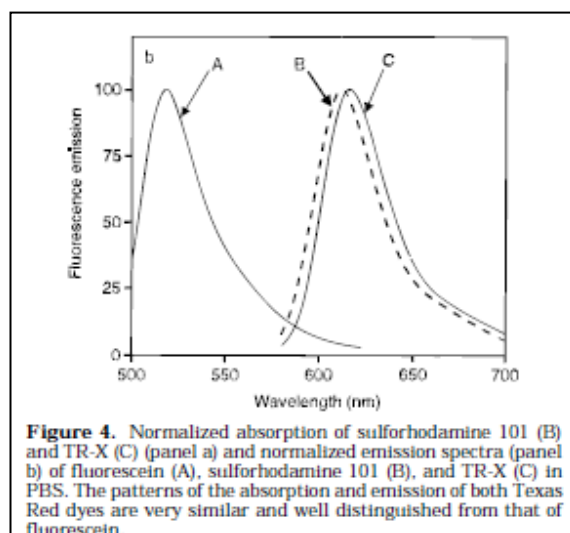 b
A
B
C
100
75
50
25
0
Fluorescence emission
500
550
600
650
700
Wavelength (nm)
Figure 4. Normalized absorption of sulforhodamine 101 (B)
and TR-X (C) (panel a) and normalized emission spectra (panel
b) of fluorescein (A), sulforhodamine 101 (B), and TR-X (C) in
PBS. The patterns of the absorption and emission of both Texas
Red dyes are very similar and well distinguished from that of
fluorescein